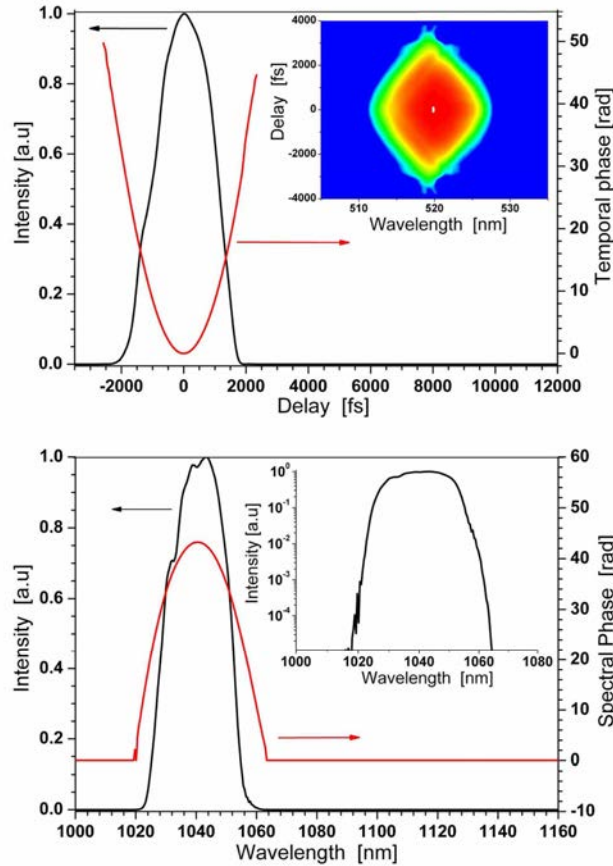 1.0
0.8
0.6
0.4
0.2
0.0
Intensity [a.u]
-2000 0 2000 4000 6000 8000 10000 12000
Delay [fs]
50
40
30
20
10
0
Temporal phase [rad]
4000
2000
0
-2000
-4000
Delay [fs]
510 520 530
Wavelength [nm]
1.0
0.8
0.6
0.4
0.2
0.0
Intensity [a.u]
1000 1020 1040 1060 1080 1100 1120 1140 1160
Wavelength [nm]
60
50
40
30
20
10
0
-10
Spectral Phase [rad]
10⁰
10⁻¹
10⁻²
10⁻³
10⁻⁴
Intensity [a.u]
1000 1020 1040 1060 1080
Wavelength [nm]